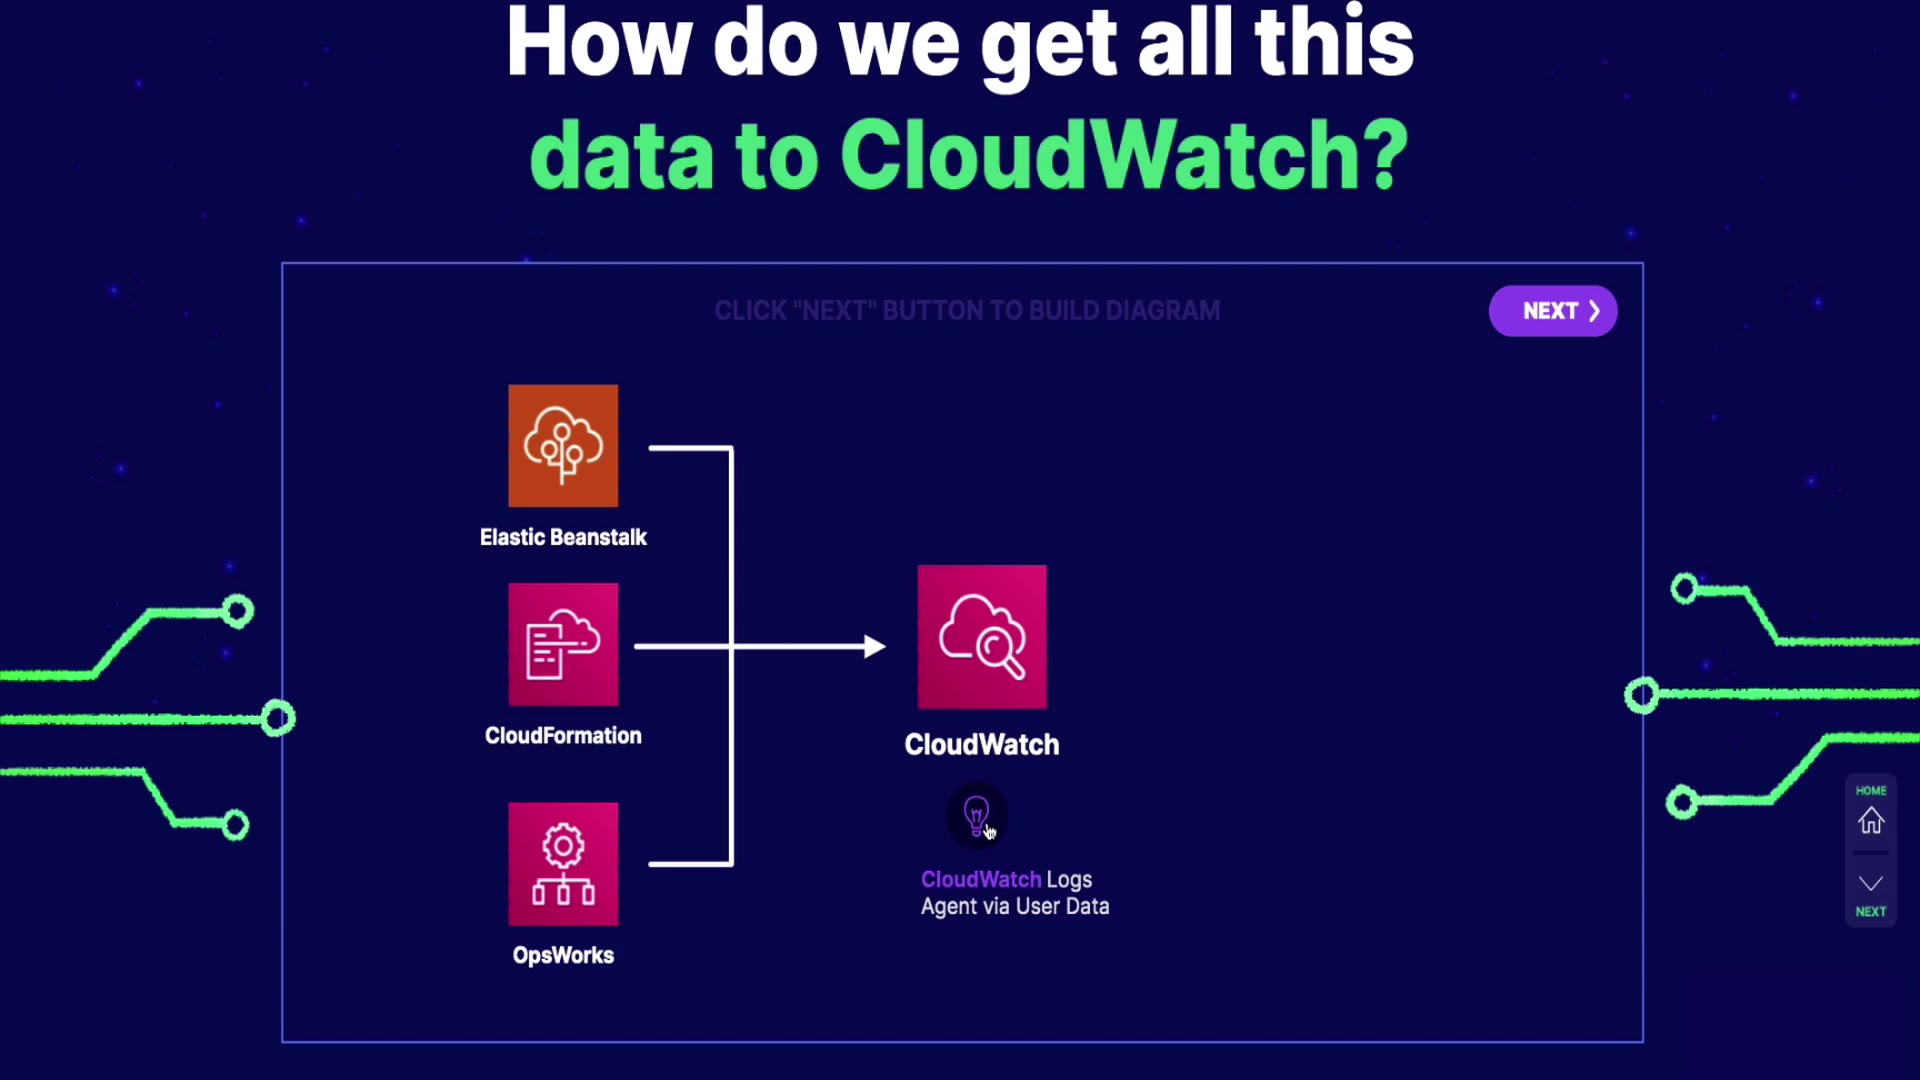 How do we get all this
data to CloudWatch?
CLICK "NEXT" BUTTON TO BUILD DIAGRAM
NEXT
Elastic Beanstalk
CloudFormation
OpsWorks
CloudWatch
CloudWatch Logs
Agent via User Data
HOME
NEXT